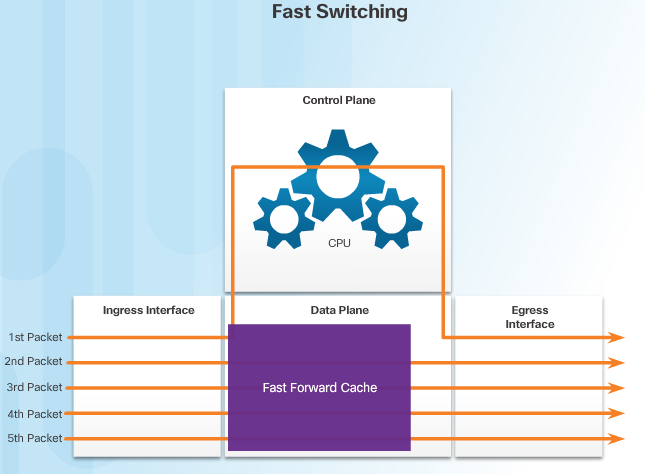 Fast Switching
Control Plane
CPU
Ingress Interface
Data Plane
Egress
Interface
1st Packet
2nd Packet
3rd Packet
4th Packet
5th Packet
Fast Forward Cache